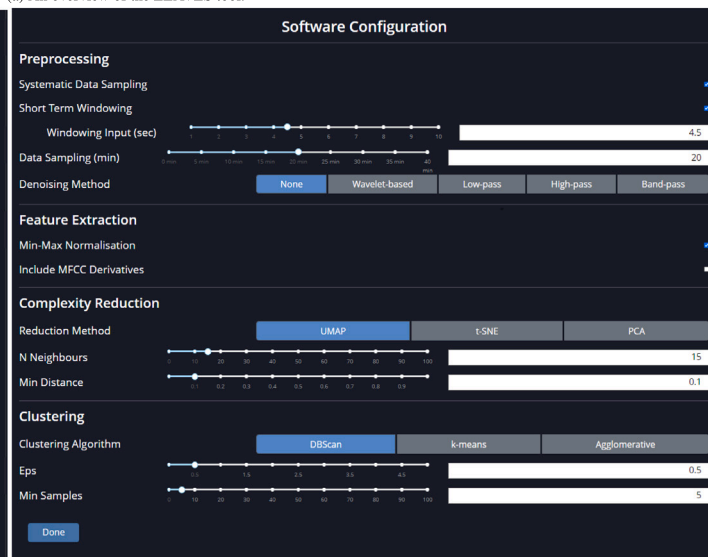 Software Configuration
Preprocessing
Systematic Data Sampling
Short Term Windowing
Windowing Input (sec)
1 2 3 4 5 6 7 8 9 10
4.5
Data Sampling (min)
0 min 5 min 10 min 15 min 20 min 25 min 30 min 35 min 40 min
20
Denoising Method
None Wavelet-based Low-pass High-pass Band-pass
Feature Extraction
Min-Max Normalisation
Include MFCC Derivatives
Complexity Reduction
Reduction Method
UMAP t-SNE PCA
N Neighbours
0 10 20 30 40 50 60 70 80 90 100
15
Min Distance
0.1 0.2 0.3 0.4 0.5 0.6 0.7 0.8 0.9
0.1
Clustering
Clustering Algorithm
DBScan k-means Agglomerative
Eps
0.5 1.5 2.5 3.5 4.5
0.5
Min Samples
0 10 20 30 40 50 60 70 80 90 100
5
Done